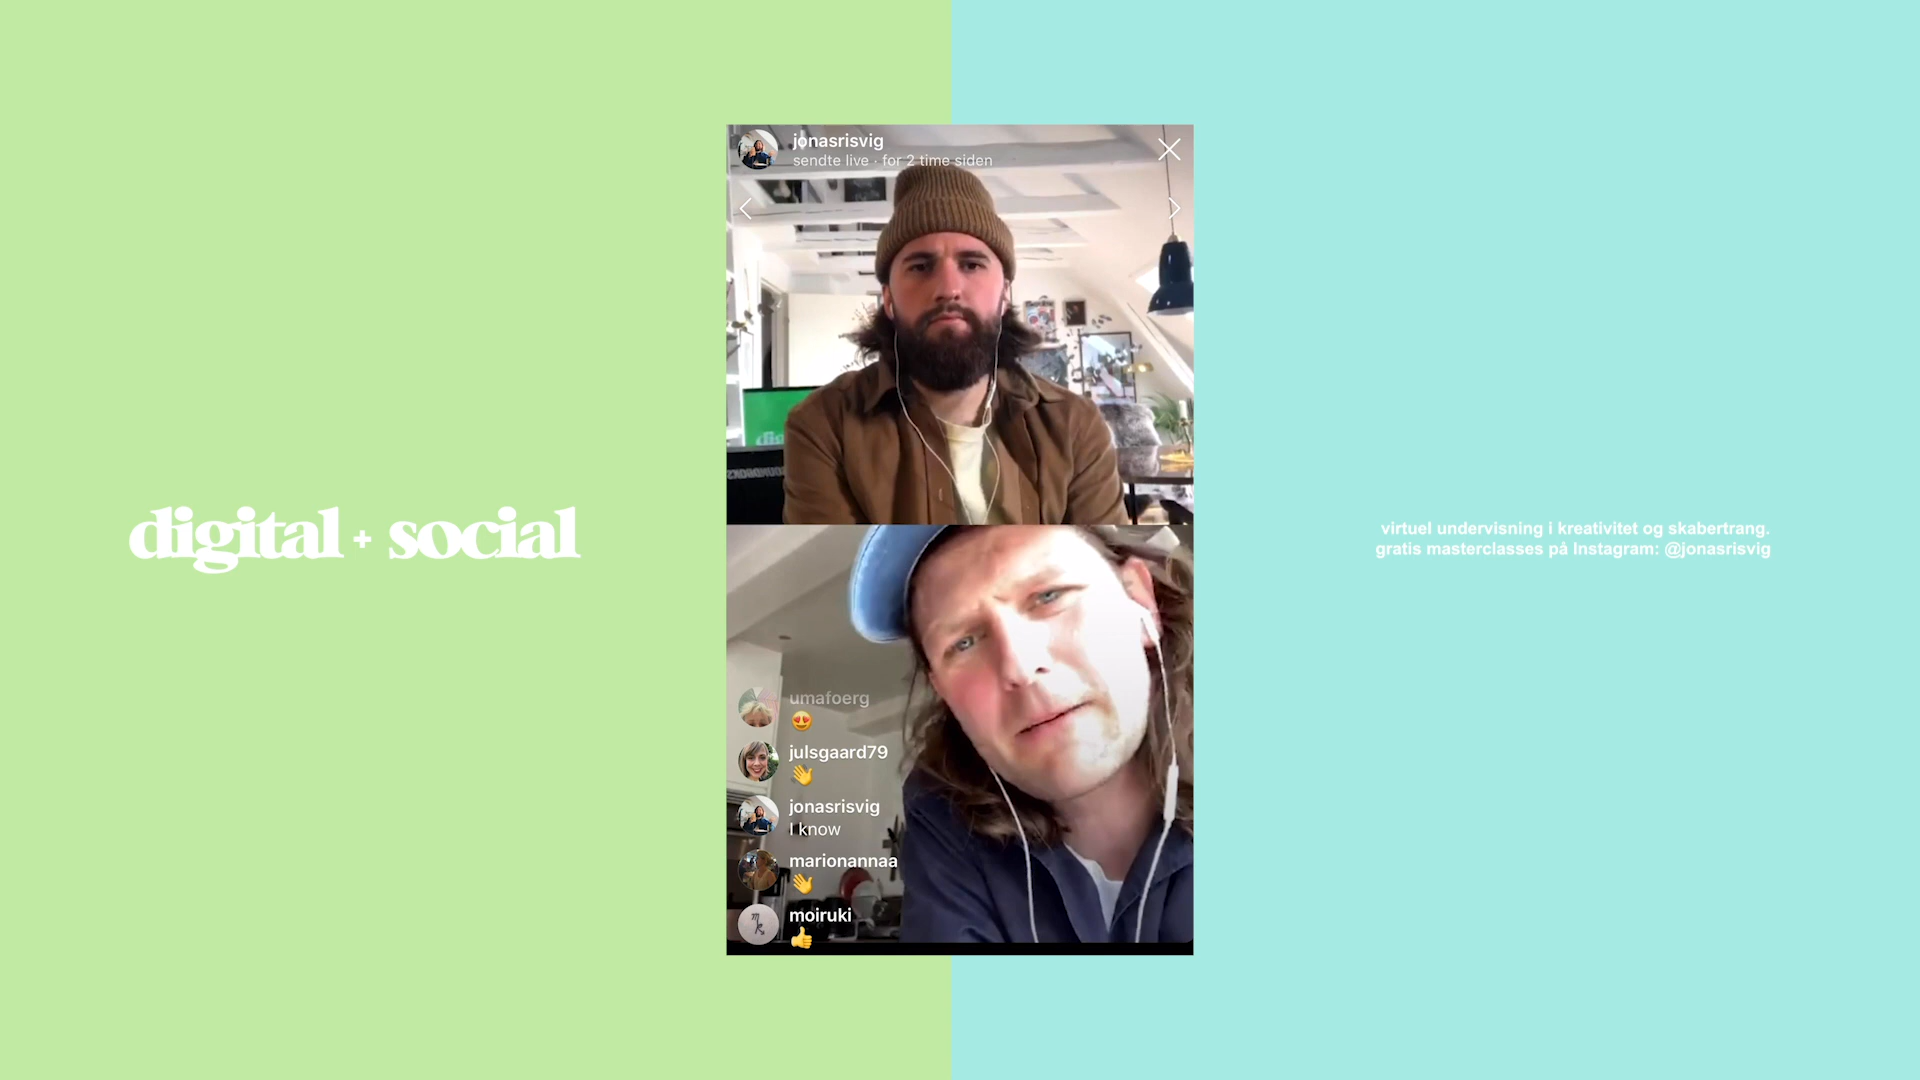 jonasrisvig
sendte live · for 2 time siden
digital + social
virtuel undervisning i kreativitet og skabertrang.
gratis masterclasses på Instagram: @jonasrisvig
umafoerg
😍
julsgaard79
👋
jonasrisvig
I know
marionannaa
👋
moiruki
👍